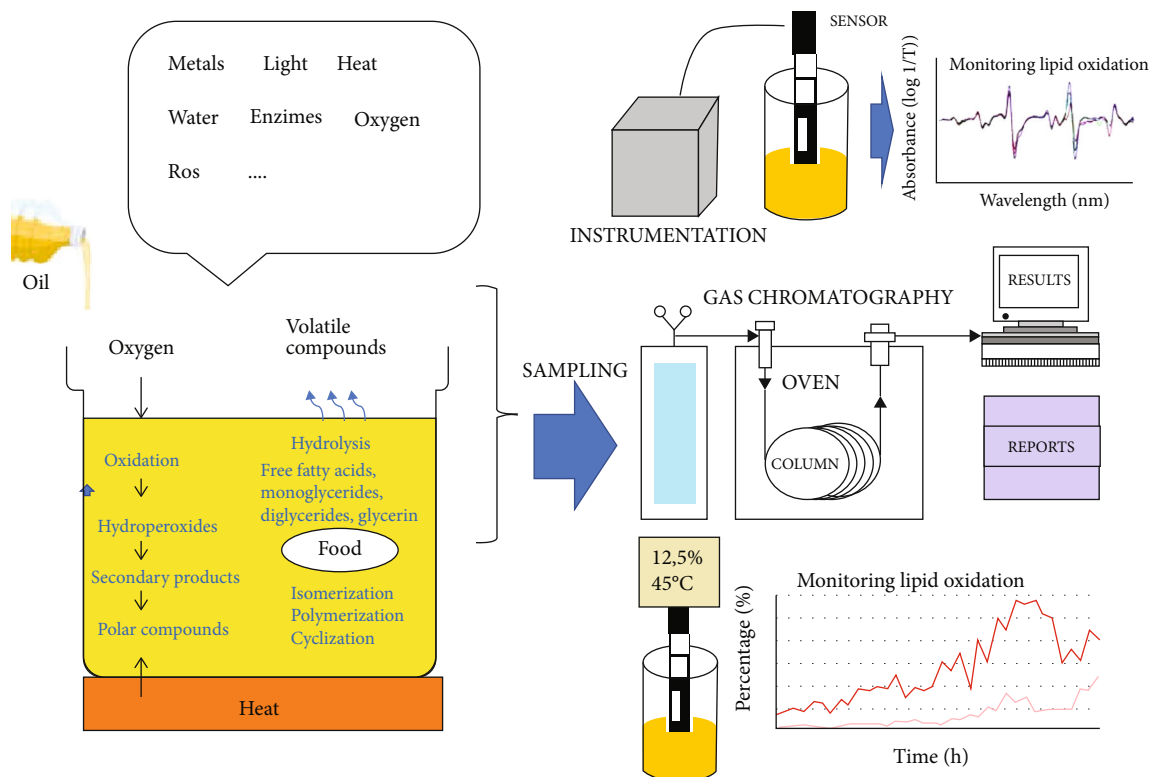 Metals Light Heat
Water Enzimes Oxygen
Ros ....
Oil
Oxygen
Volatile
compounds
Oxidation
Hydroperoxides
Secondary products
Polar compounds
Hydrolysis
Free fatty acids,
monoglycerides,
diglycerides, glycerin
Food
Isomerization
Polymerization
Cyclization
Heat
SAMPLING
SENSOR
INSTRUMENTATION
Absorbance (log 1/T))
Monitoring lipid oxidation
Wavelength (nm)
GAS CHROMATOGRAPHY
OVEN
COLUMN
RESULTS
REPORTS
12,5%
45°C
Monitoring lipid oxidation
Percentage (%)
Time (h)